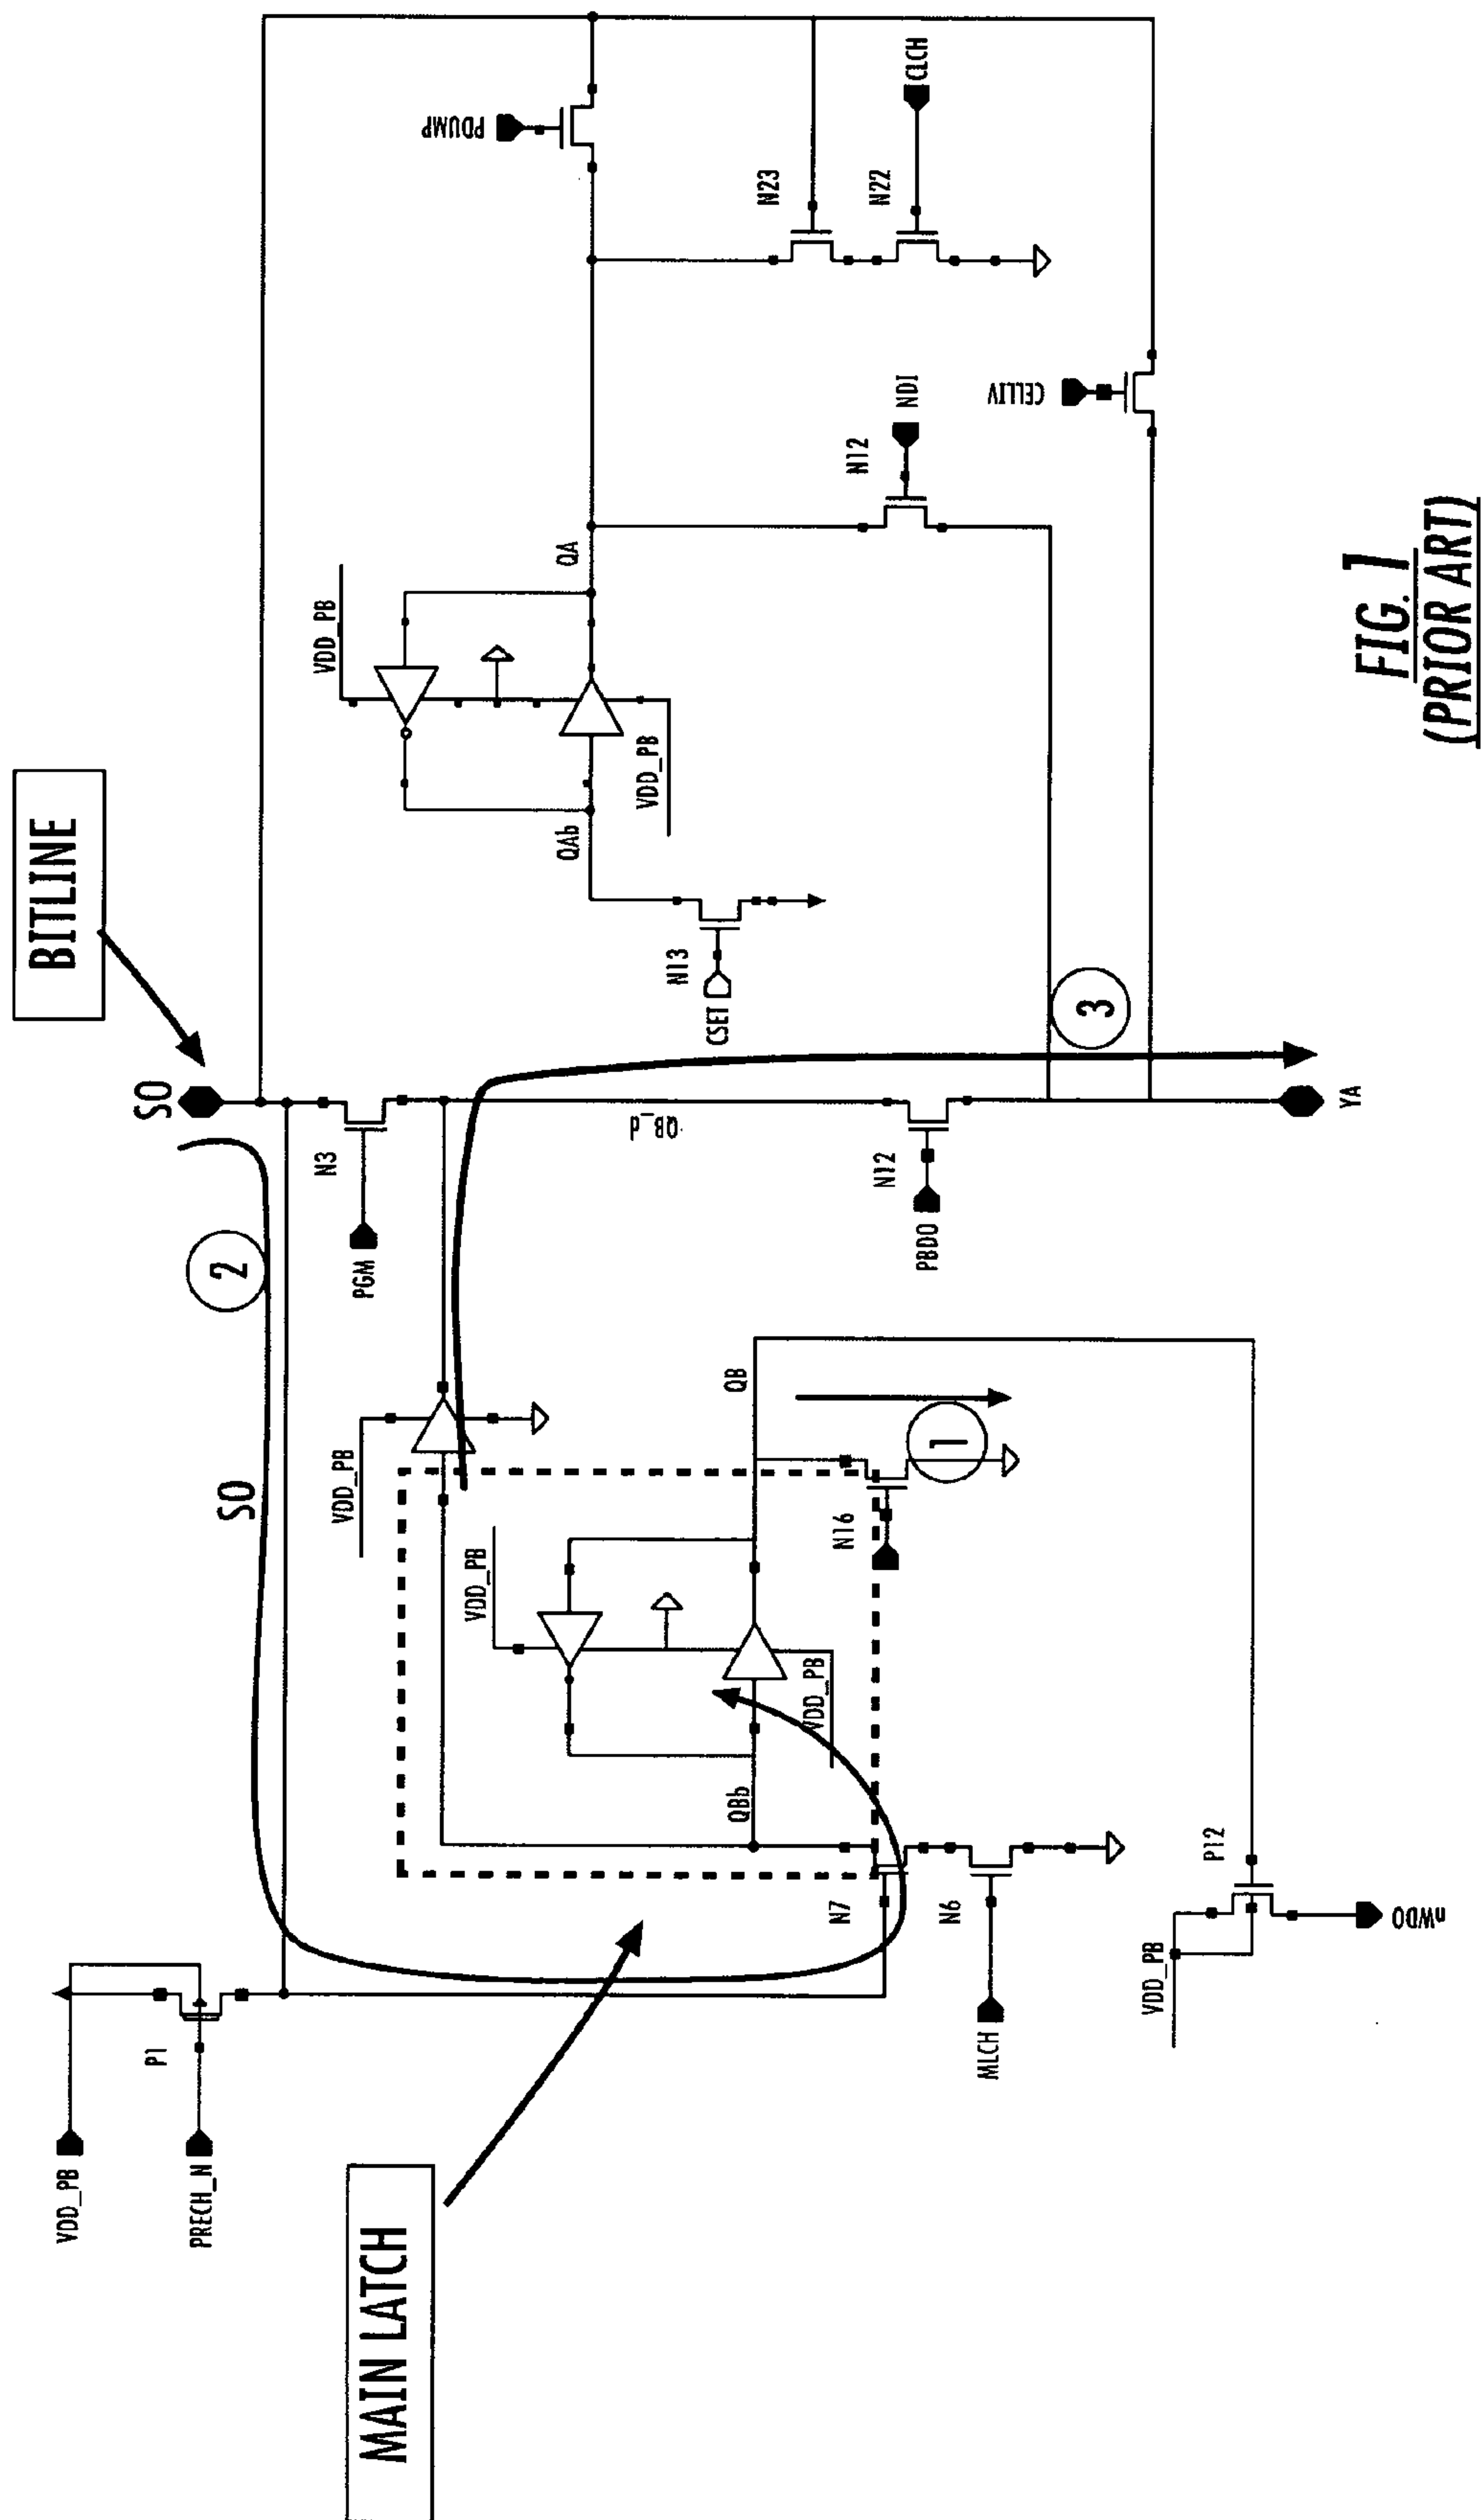 BITLINE
SO
2
SO
PDUMP
CLCH
N23
N22
VDD_PB
QA
NDI
N12
CELLIV
VDD_PB
QAb
N13
CSET
3
N3
PGM
QB_d
N12
PBDO
YA
VDD_PB
QB
1
VDD_PB
N16
VDD_PB
QBb
N7
N6
MLCH
P12
VDD_PB
nWDO
P1
VDD_PB
PRECH_N
MAIN LATCH
FIG. 1
(PRIOR ART)